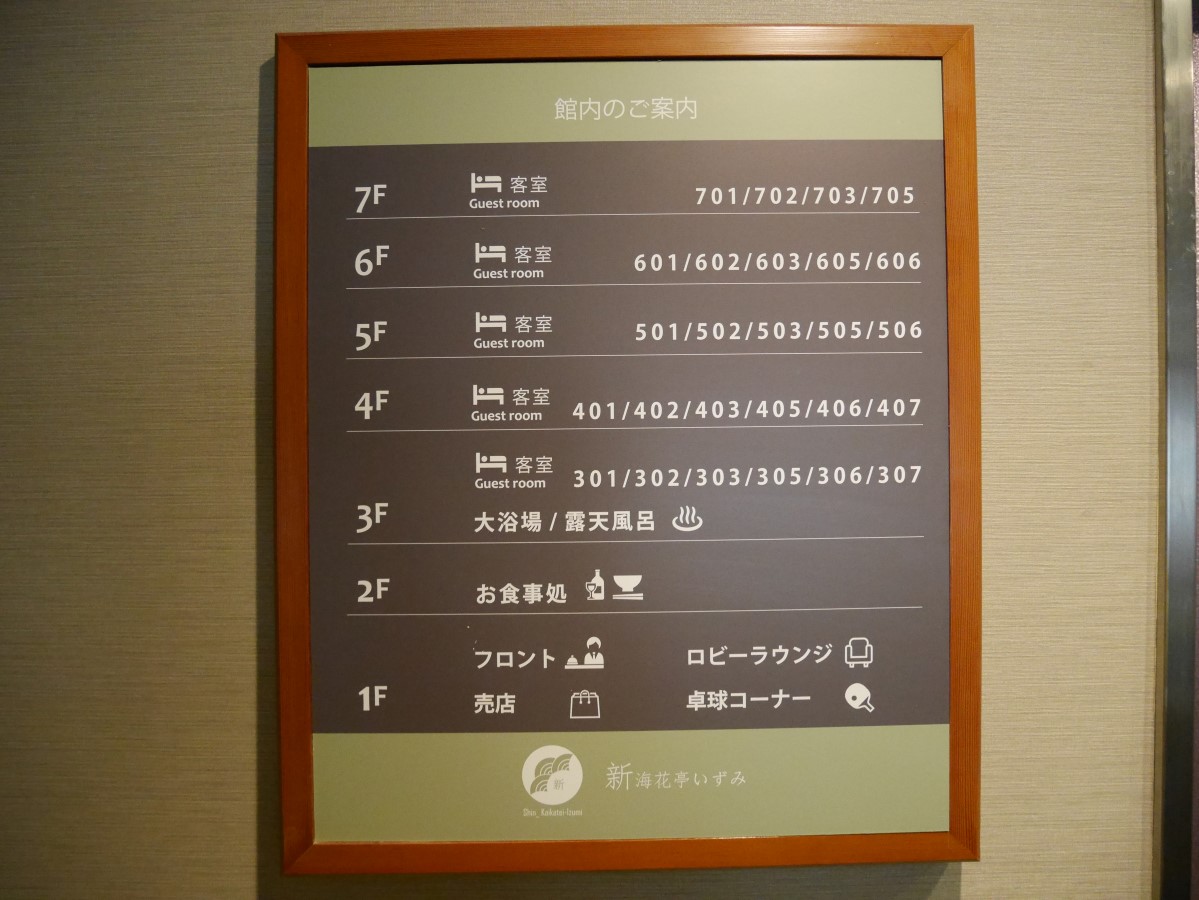 館内のご案内
7F 客室 Guest room 701/702/703/705
6F 客室 Guest room 601/602/603/605/606
5F 客室 Guest room 501/502/503/505/506
4F 客室 Guest room 401/402/403/405/406/407
客室 Guest room 301/302/303/305/306/307
3F 大浴場 / 露天風呂
2F お食事処
フロント ロビーラウンジ
1F 売店 卓球コーナー
新
新海花亭いずみ
Shin_Kaikatei-Izumi